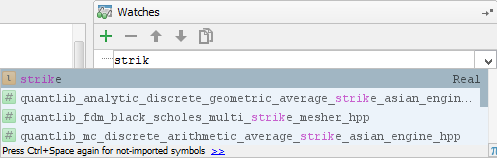 Watches
strik
strike Real
quantlib_analytic_discrete_geometric_average_strike_asian_engin...
quantlib_fdm_black_scholes_multi_strike_mesher_hpp
quantlib_mc_discrete_arithmetic_average_strike_asian_engine_hpp
Press Ctrl+Space again for not-imported symbols >>
π